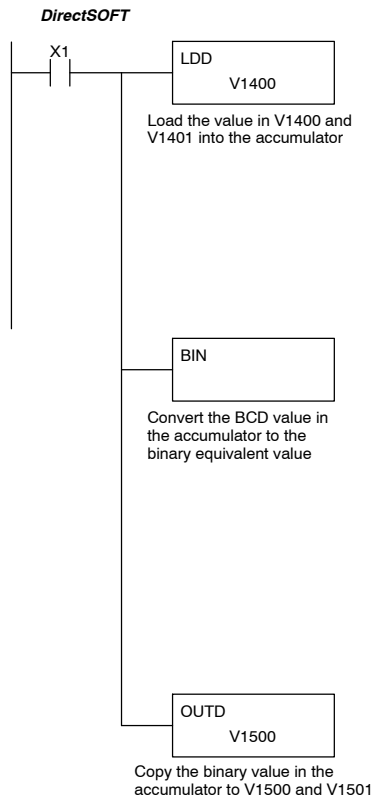 DirectSOFT
X1
LDD
V1400
Load the value in V1400 and
V1401 into the accumulator
BIN
Convert the BCD value in
the accumulator to the
binary equivalent value
OUTD
V1500
Copy the binary value in the
accumulator to V1500 and V1501